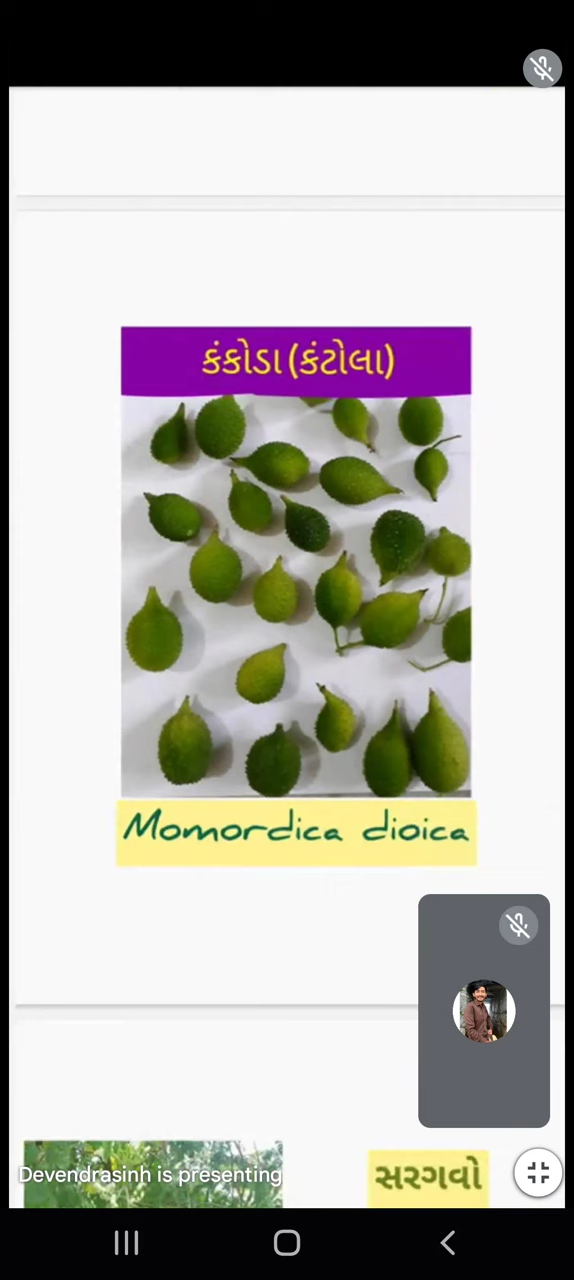 કંકોડા (કંટોલા)
Momordica dioica
Devendrasinh is presenting
સરગવો